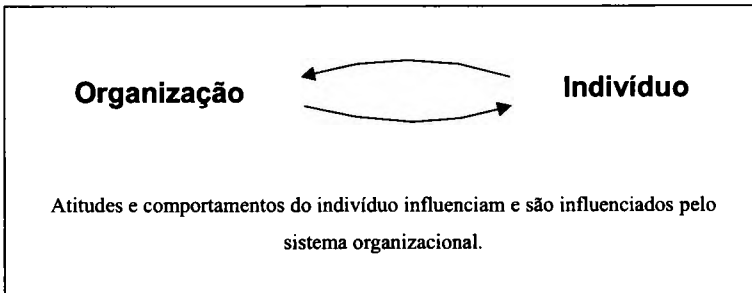 Organização
Indivíduo
Atitudes e comportamentos do indivíduo influenciam e são influenciados pelo
sistema organizacional.